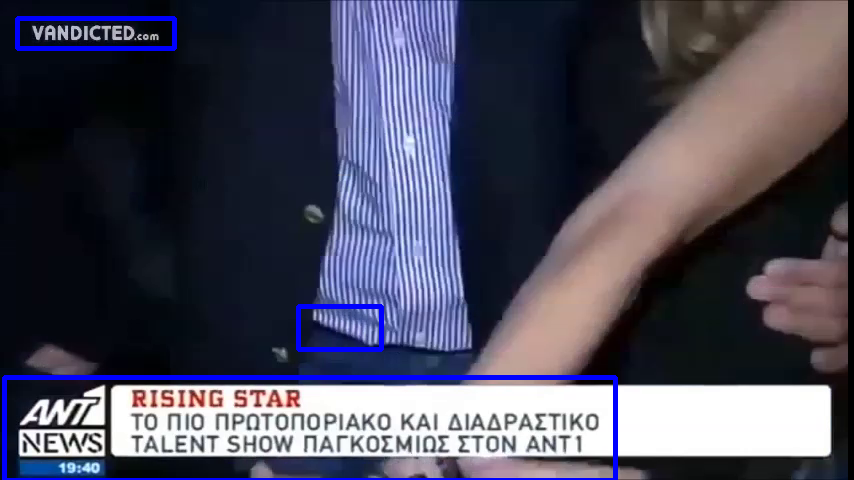 VANDICTED.com
RISING STAR
ΤΟ ΠΙΟ ΠΡΩΤΟΠΟΡΙΑΚΟ ΚΑΙ ΔΙΑΔΡΑΣΤΙΚΟ
TALENT SHOW ΠΑΓΚΟΣΜΙΩΣ ΣΤΟΝ ΑΝΤ1
ANT1
NEWS
19:40